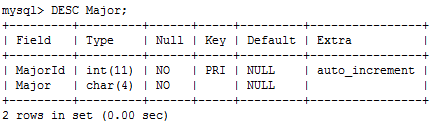 mysql> DESC Major;
+---------+---------+------+-----+---------+----------------+
| Field   | Type    | Null | Key | Default | Extra          |
+---------+---------+------+-----+---------+----------------+
| MajorId | int(11) | NO   | PRI | NULL    | auto_increment |
| Major   | char(4) | NO   |     | NULL    |                |
+---------+---------+------+-----+---------+----------------+
2 rows in set (0.00 sec)